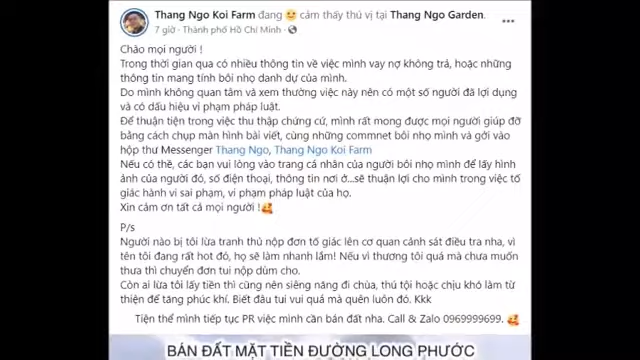 Thang Ngo Koi Farm đang 😀 cảm thấy thú vị tại Thang Ngo Garden.
7 giờ · Thành phố Hồ Chí Minh ·
Chào mọi người !
Trong thời gian qua có nhiều thông tin về việc mình vay nợ không trả, hoặc những
thông tin mang tính bôi nhọ danh dự của mình.
Do mình không quan tâm và xem thường việc này nên có một số người đã lợi dụng
và có dấu hiệu vi phạm pháp luật.
Để thuận tiện trong việc thu thập chứng cứ, mình rất mong được mọi người giúp đỡ
bằng cách chụp màn hình bài viết, cùng những commnet bôi nhọ mình và gởi vào
hộp thư Messenger Thang Ngo, Thang Ngo Koi Farm
Nếu có thể, các bạn vui lòng vào trang cá nhân của người bôi nhọ mình để lấy hình
ảnh của người đó, số điện thoại, thông tin nơi ở...sẽ thuận lợi cho mình trong việc tố
giác hành vi sai phạm, vi phạm pháp luật của họ.
Xin cảm ơn tất cả mọi người !🥰
P/s
Người nào bị tôi lừa tranh thủ nộp đơn tố giác lên cơ quan cảnh sát điều tra nha, vì
tên tôi đang rất hot đó, họ sẽ làm nhanh lắm! Nếu vì thương tôi quá mà chưa muốn
thưa thì chuyển đơn tui nộp dùm cho.
Còn ai lừa tôi lấy tiền thì cũng nên siêng năng đi chùa, thú tội hoặc chịu khó làm từ
thiện để tăng phúc khí. Biết đâu tui vui quá mà quên luôn đó. Kkk
Tiện thể mình tiếp tục PR việc mình cần bán đất nha. Call & Zalo 0969999699. 🥰
BÁN ĐẤT MẶT TIỀN ĐƯỜNG LONG PHƯỚC